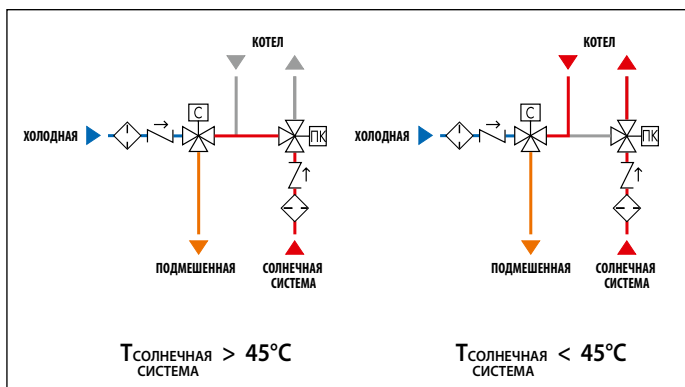 КОТЕЛ
КОТЕЛ
С
С
ХОЛОДНАЯ
ПК
ХОЛОДНАЯ
ПК
ПОДМЕШЕННАЯ
СОЛНЕЧНАЯ
СИСТЕМА
ПОДМЕШЕННАЯ
СОЛНЕЧНАЯ
СИСТЕМА
TСОЛНЕЧНАЯ > 45°C
СИСТЕМА
TСОЛНЕЧНАЯ < 45°C
СИСТЕМА